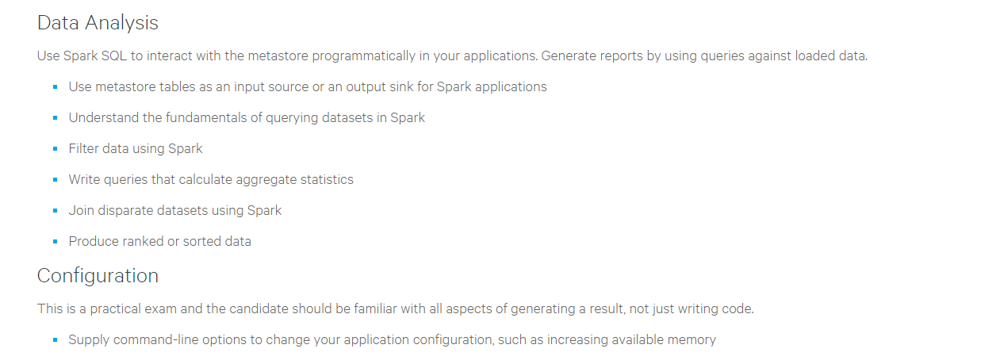 Data Analysis
Use Spark SQL to interact with the metastore programmatically in your applications. Generate reports by using queries against loaded data.
Use metastore tables as an input source or an output sink for Spark applications
Understand the fundamentals of querying datasets in Spark
Filter data using Spark
Write queries that calculate aggregate statistics
Join disparate datasets using Spark
Produce ranked or sorted data
Configuration
This is a practical exam and the candidate should be familiar with all aspects of generating a result, not just writing code.
Supply command-line options to change your application configuration, such as increasing available memory